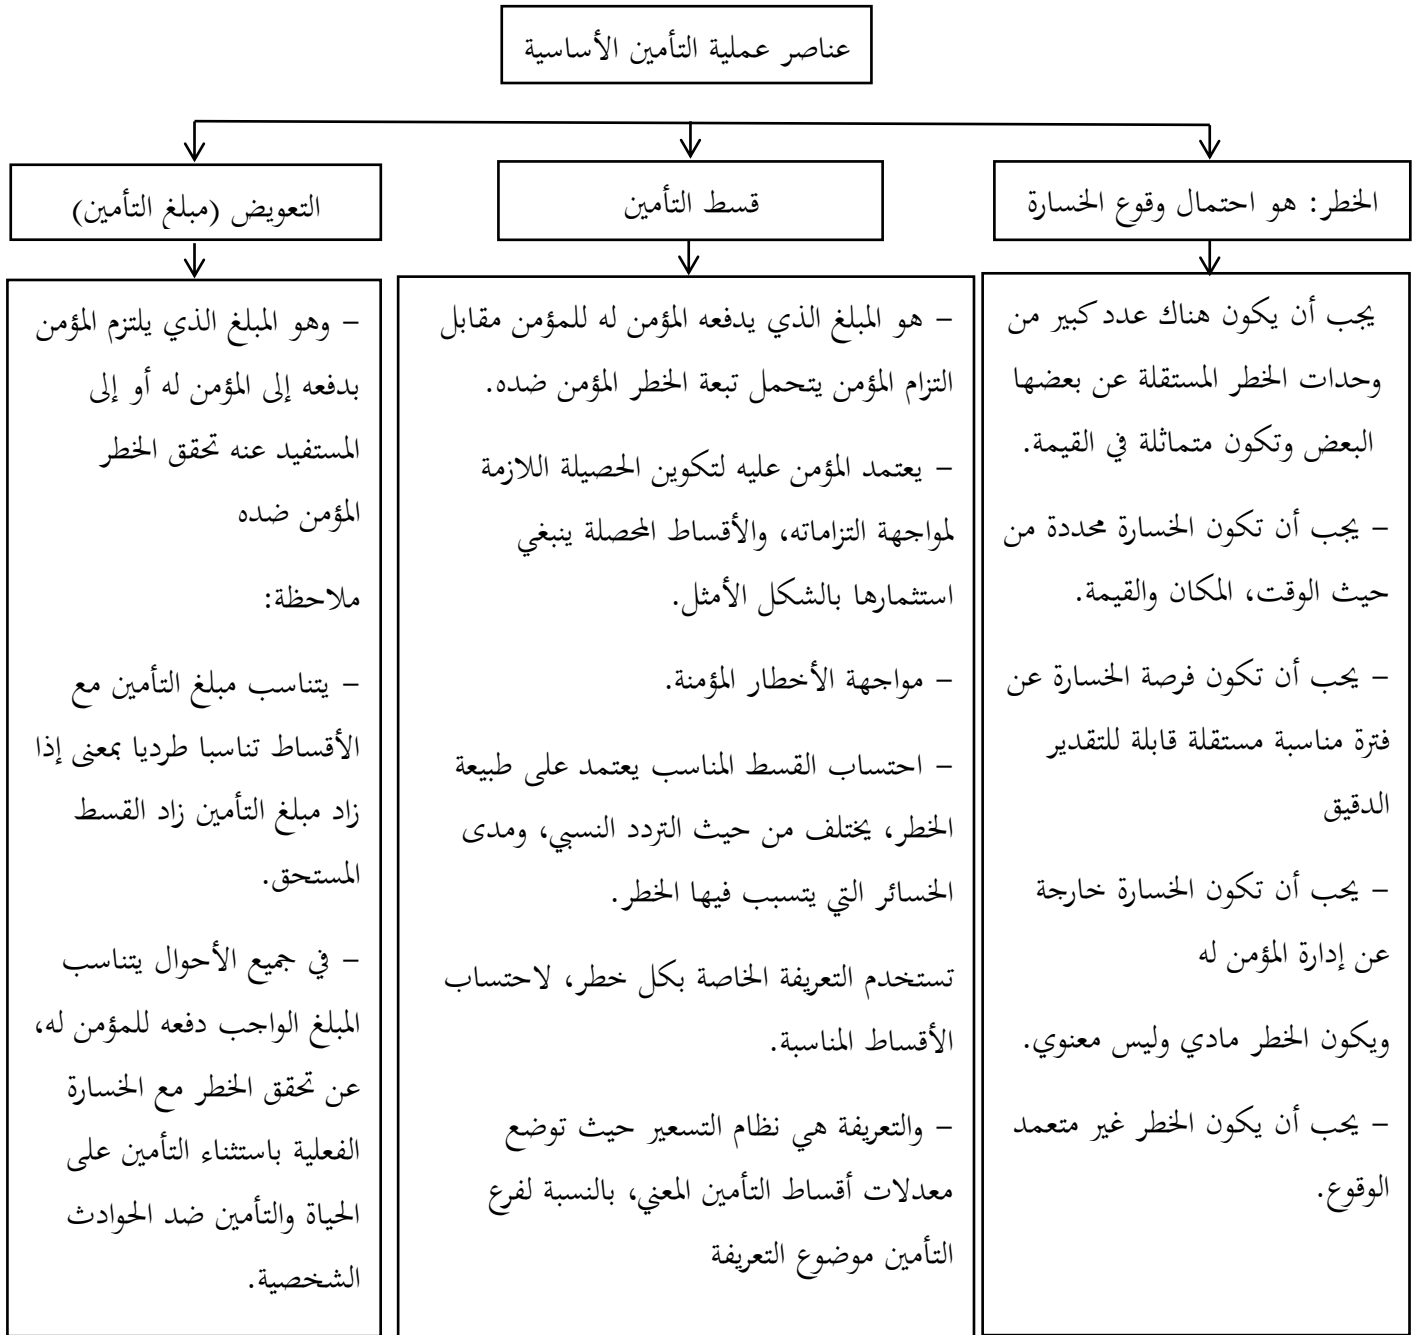 عناصر عملية التأمين الأساسية
الخطر: هو احتمال وقوع الخسارة
يجب أن يكون هناك عدد كبير من
وحدات الخطر المستقلة عن بعضها
البعض وتكون متماثلة في القيمة.
– يجب أن تكون الخسارة محددة من
حيث الوقت، المكان والقيمة.
– يحب أن تكون فرصة الخسارة عن
فترة مناسبة مستقلة قابلة للتقدير
الدقيق
– يحب أن تكون الخسارة خارجة
عن إدارة المؤمن له
ويكون الخطر مادي وليس معنوي.
– يحب أن يكون الخطر غير متعمد
الوقوع.
قسط التأمين
– هو المبلغ الذي يدفعه المؤمن له للمؤمن مقابل
التزام المؤمن يتحمل تبعة الخطر المؤمن ضده.
– يعتمد المؤمن عليه لتكوين الحصيلة اللازمة
لمواجهة التزاماته، والأقساط المحصلة ينبغي
استثمارها بالشكل الأمثل.
– مواجهة الأخطار المؤمنة.
– احتساب القسط المناسب يعتمد على طبيعة
الخطر، يختلف من حيث التردد النسبي، ومدى
الخسائر التي يتسبب فيها الخطر.
تستخدم التعريفة الخاصة بكل خطر، لاحتساب
الأقساط المناسبة.
– والتعريفة هي نظام التسعير حيث توضع
معدلات أقساط التأمين المعني، بالنسبة لفرع
التأمين موضوع التعريفة
التعويض (مبلغ التأمين)
– وهو المبلغ الذي يلتزم المؤمن
بدفعه إلى المؤمن له أو إلى
المستفيد عنه تحقق الخطر
المؤمن ضده
ملاحظة:
– يتناسب مبلغ التأمين مع
الأقساط تناسبا طرديا بمعنى إذا
زاد مبلغ التأمين زاد القسط
المستحق.
– في جميع الأحوال يتناسب
المبلغ الواجب دفعه للمؤمن له،
عن تحقق الخطر مع الخسارة
الفعلية باستثناء التأمين على
الحياة والتأمين ضد الحوادث
الشخصية.